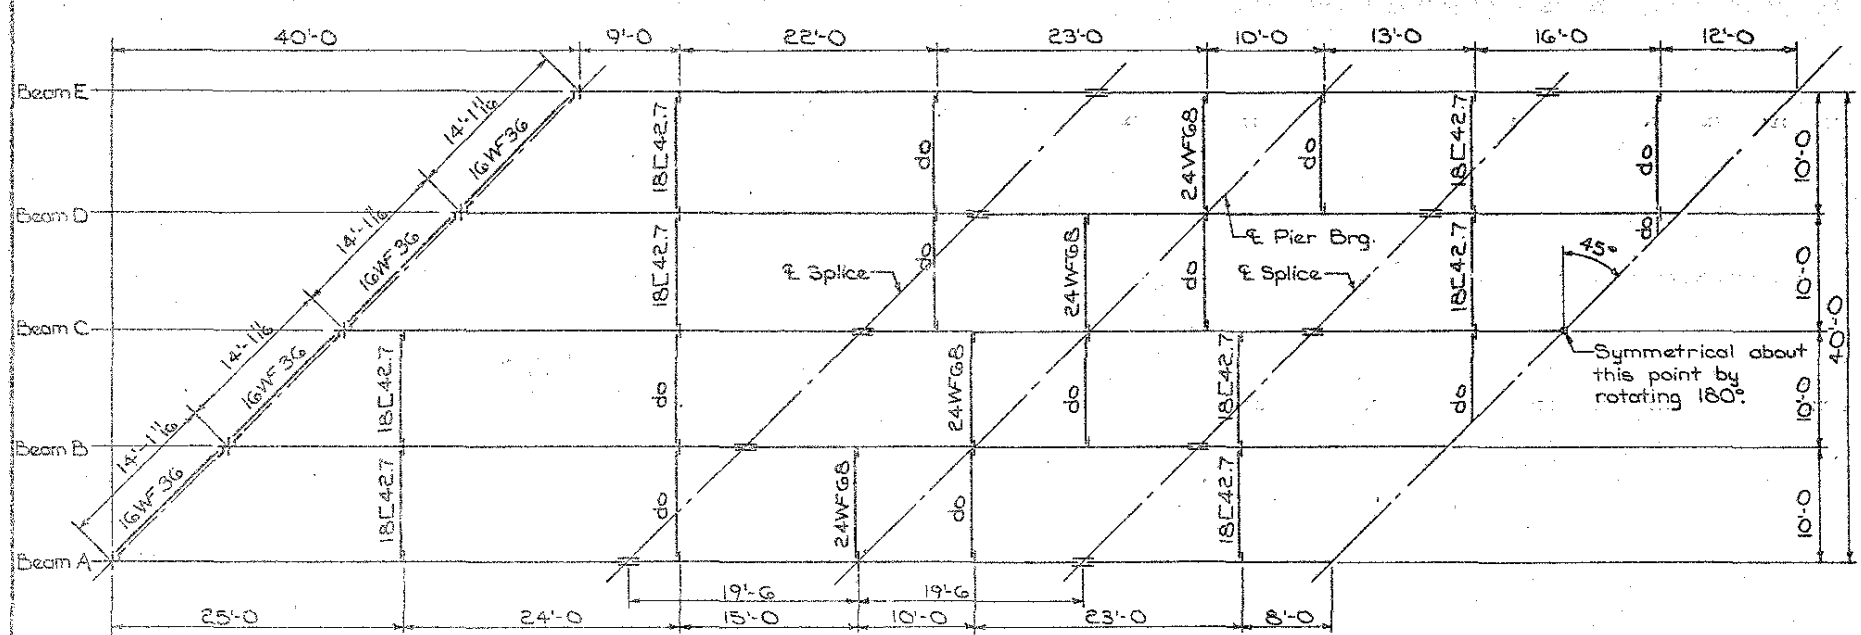 40'-0 9'-0 22'-0 23'-0 10'-0 13'-0 16'-0 12'-0
Beam E
14'-1 1/16
16WF36
18[42.7
do
24WF68
do
18[42.7
do
10'-0
Beam D
14'-1 1/16
16WF36
18[42.7
do
24WF68
do
℄ Pier Brg.
18[42.7
do
45°
10'-0
℄ Splice
℄ Splice
40'-0
Beam C
14'-1 1/16
16WF36
18[42.7
do
24WF68
do
18[42.7
do
Symmetrical about
this point by
rotating 180°.
10'-0
Beam B
14'-1 1/16
16WF36
18[42.7
do
24WF68
do
18[42.7
10'-0
Beam A
19'-6 19'-6
25'-0 24'-0 15'-0 10'-0 23'-0 8'-0